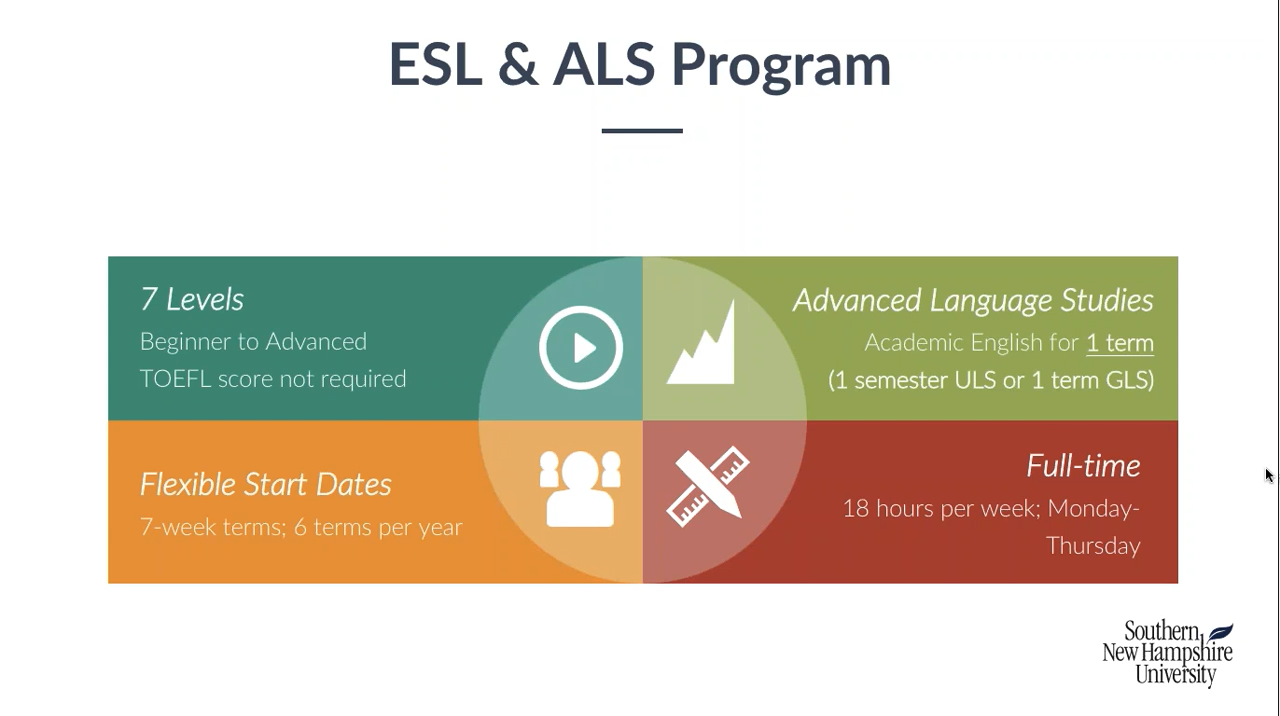 ESL & ALS Program
7 Levels
Beginner to Advanced
TOEFL score not required
Advanced Language Studies
Academic English for 1 term
(1 semester ULS or 1 term GLS)
Flexible Start Dates
7-week terms; 6 terms per year
Full-time
18 hours per week; Monday-
Thursday
Southern
New Hampshire
University